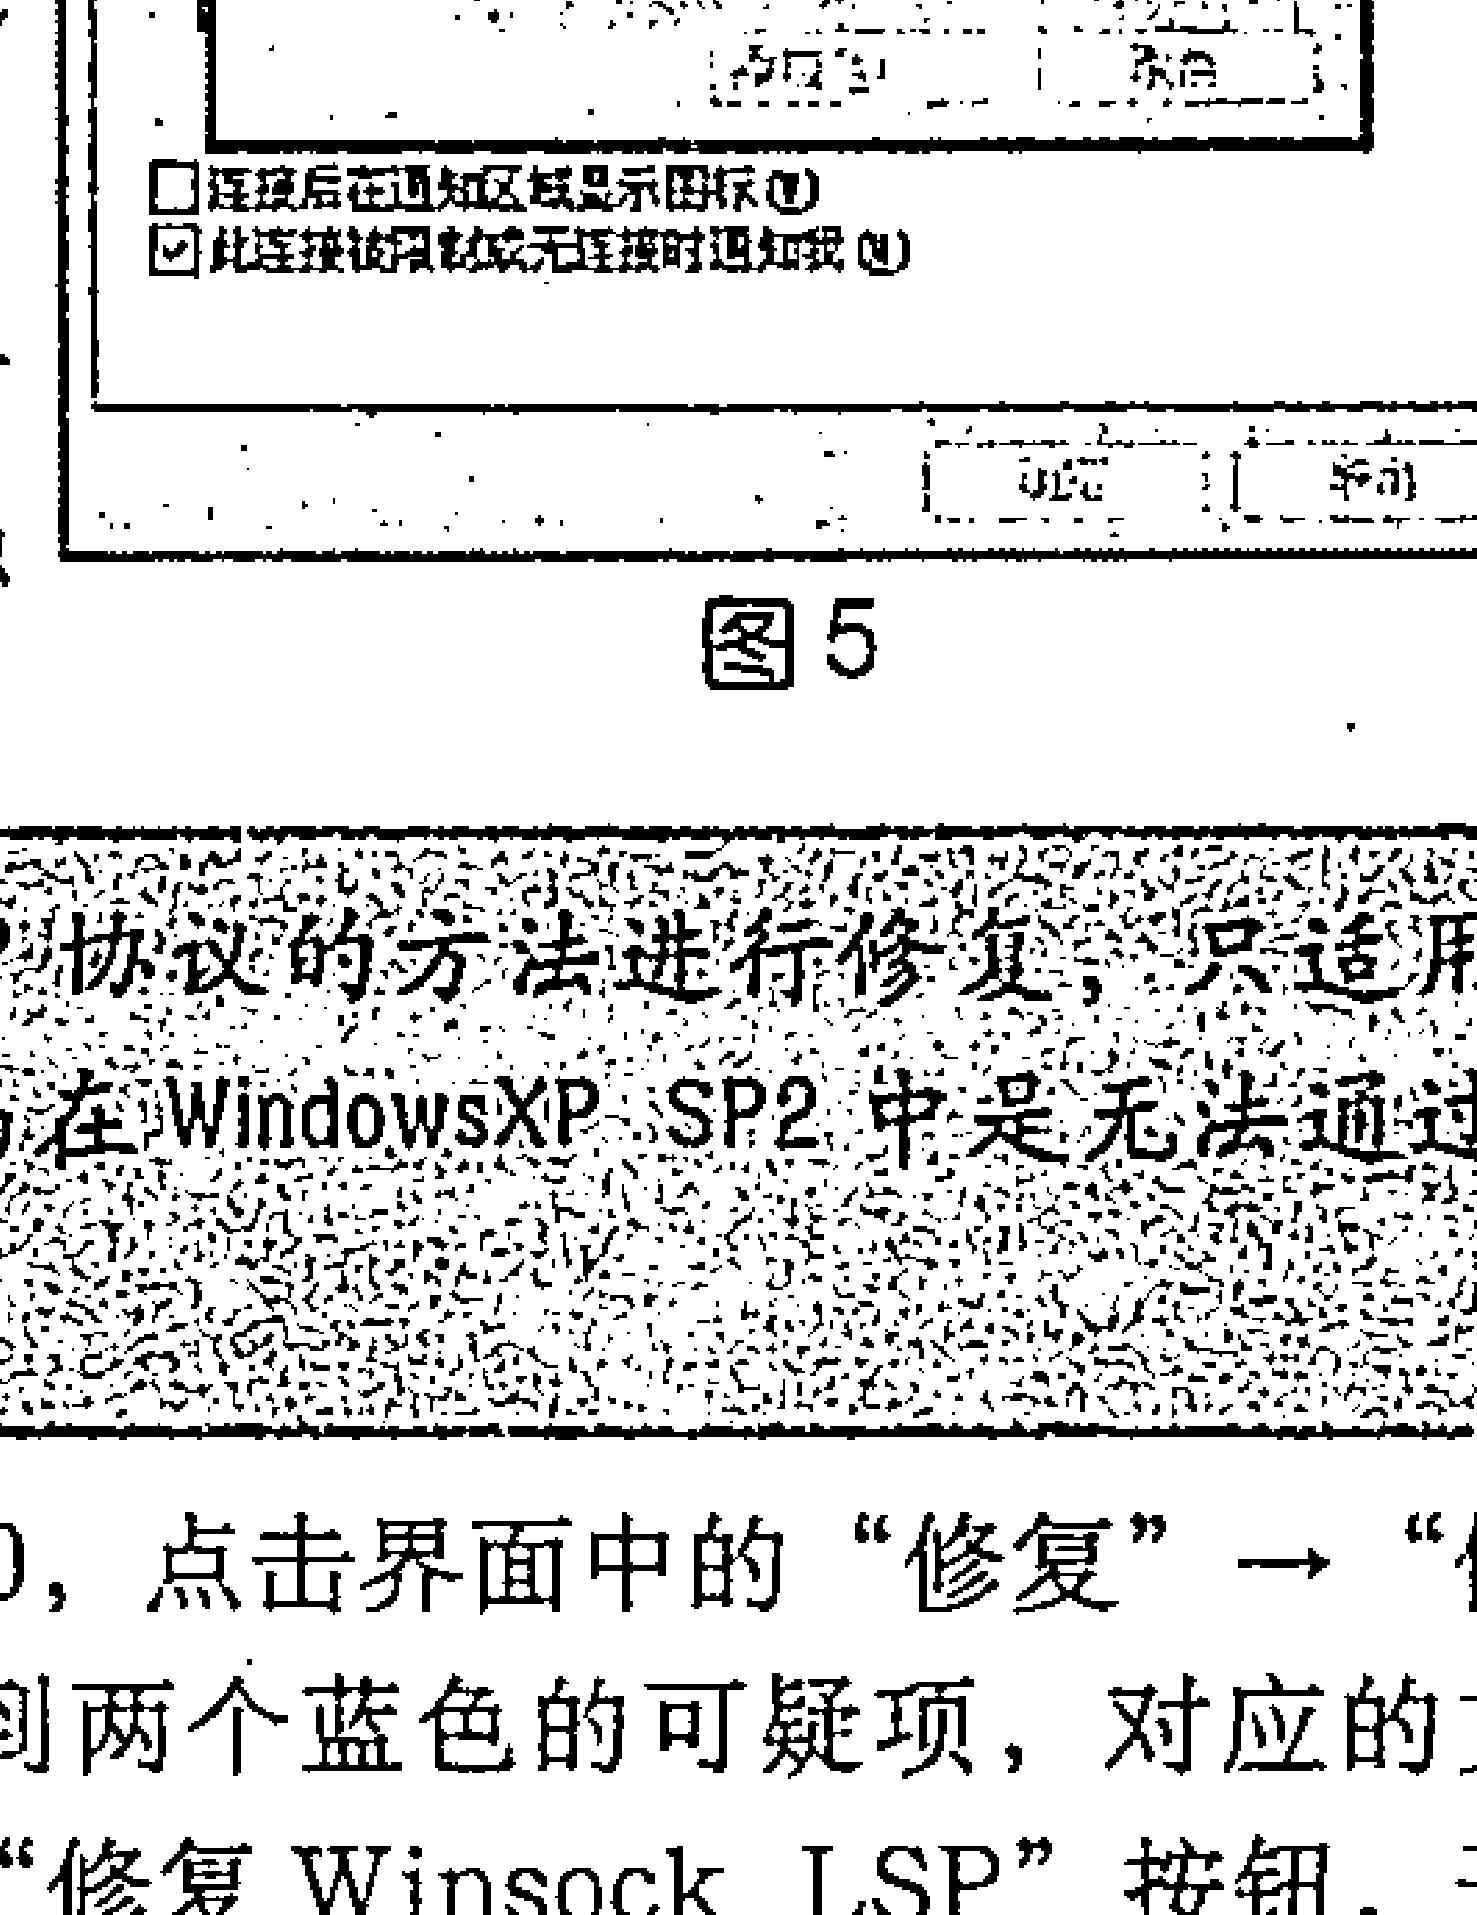 连接后在通知区域显示图标(W)
此连接被限制或无连接时通知我(N)
图5
协议的方法进行修复，只适用
在WindowsXP SP2 中是无法通过
，点击界面中的“修复”→“
到两个蓝色的可疑项，对应的
“修复 Winsock LSP”按钮，